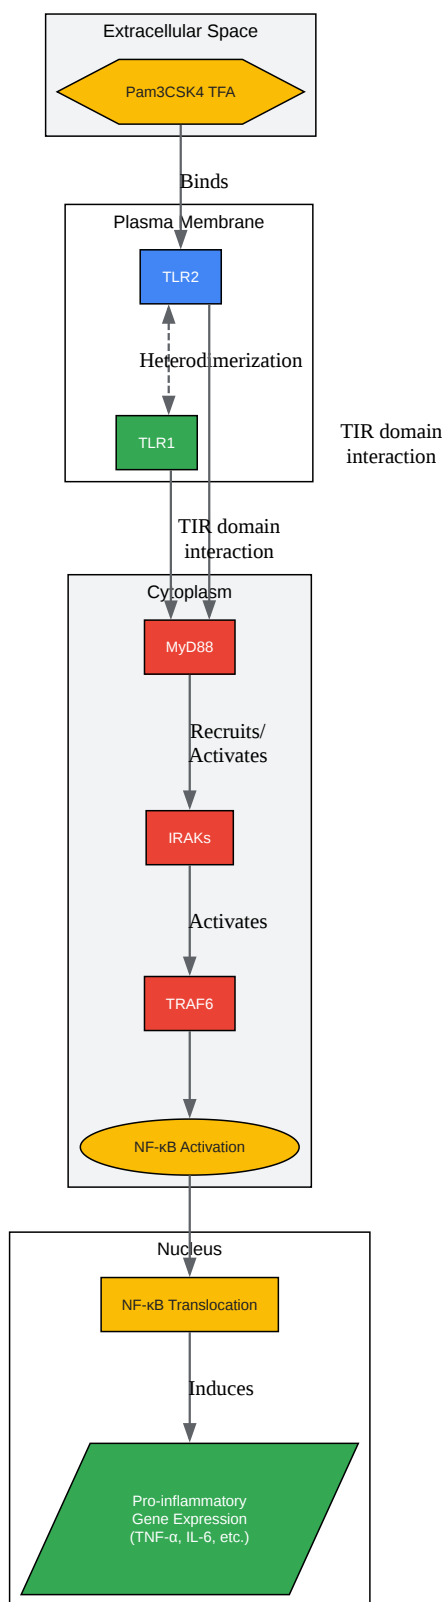 Extracellular Space
Pam3CSK4 TFA
Binds
Plasma Membrane
TLR2
Heterodimerization
TLR1
TIR domain
interaction
TIR domain
interaction
Cytoplasm
MyD88
Recruits/
Activates
IRAKs
Activates
TRAF6
NF-κB Activation
Nucleus
NF-κB Translocation
Induces
Pro-inflammatory
Gene Expression
(TNF-α, IL-6, etc.)